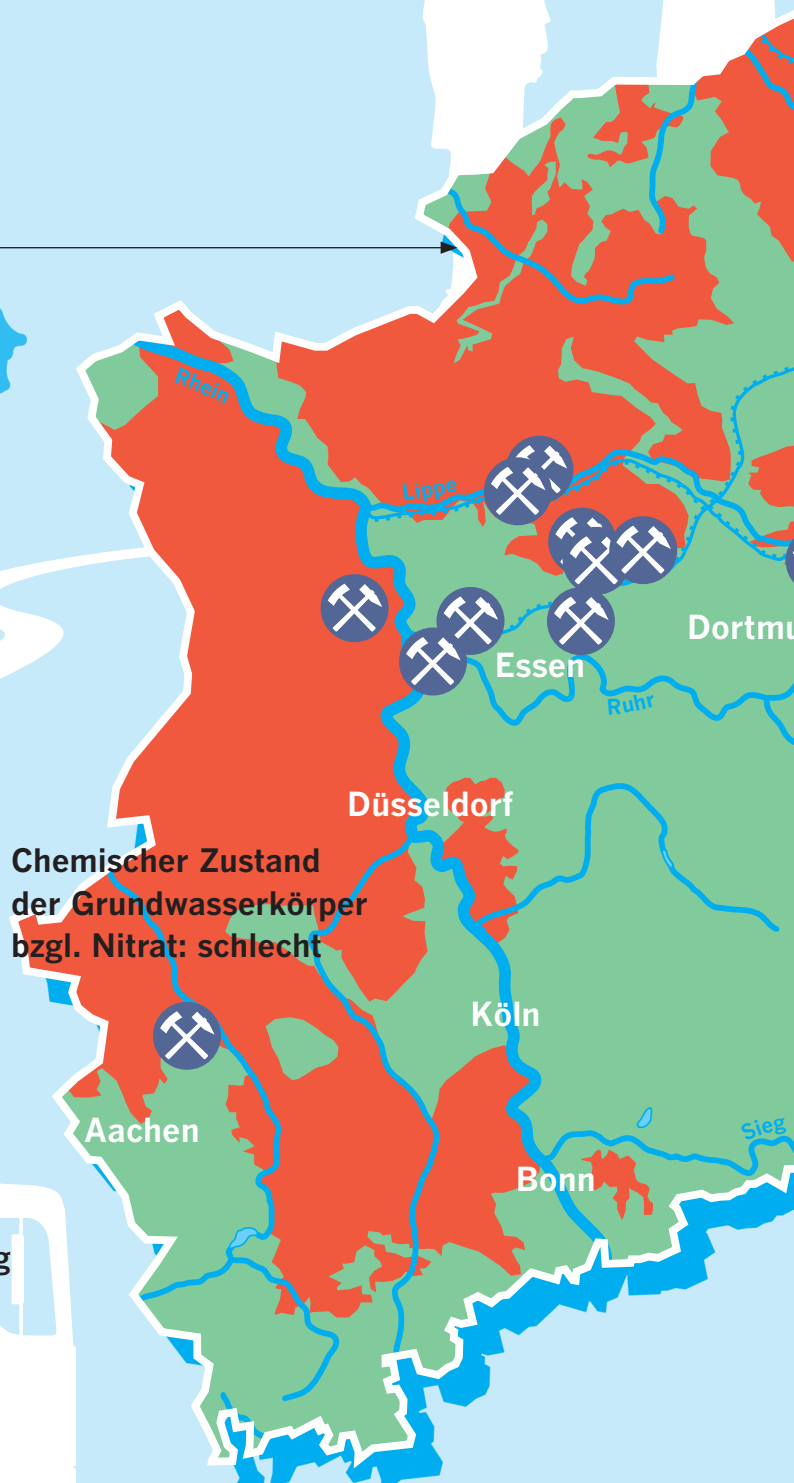 Rhein
Lippe
Dortmu
Essen
Ruhr
Düsseldorf
Chemischer Zustand
der Grundwasserkörper
bzgl. Nitrat: schlecht
Köln
Aachen
Sieg
Bonn
g